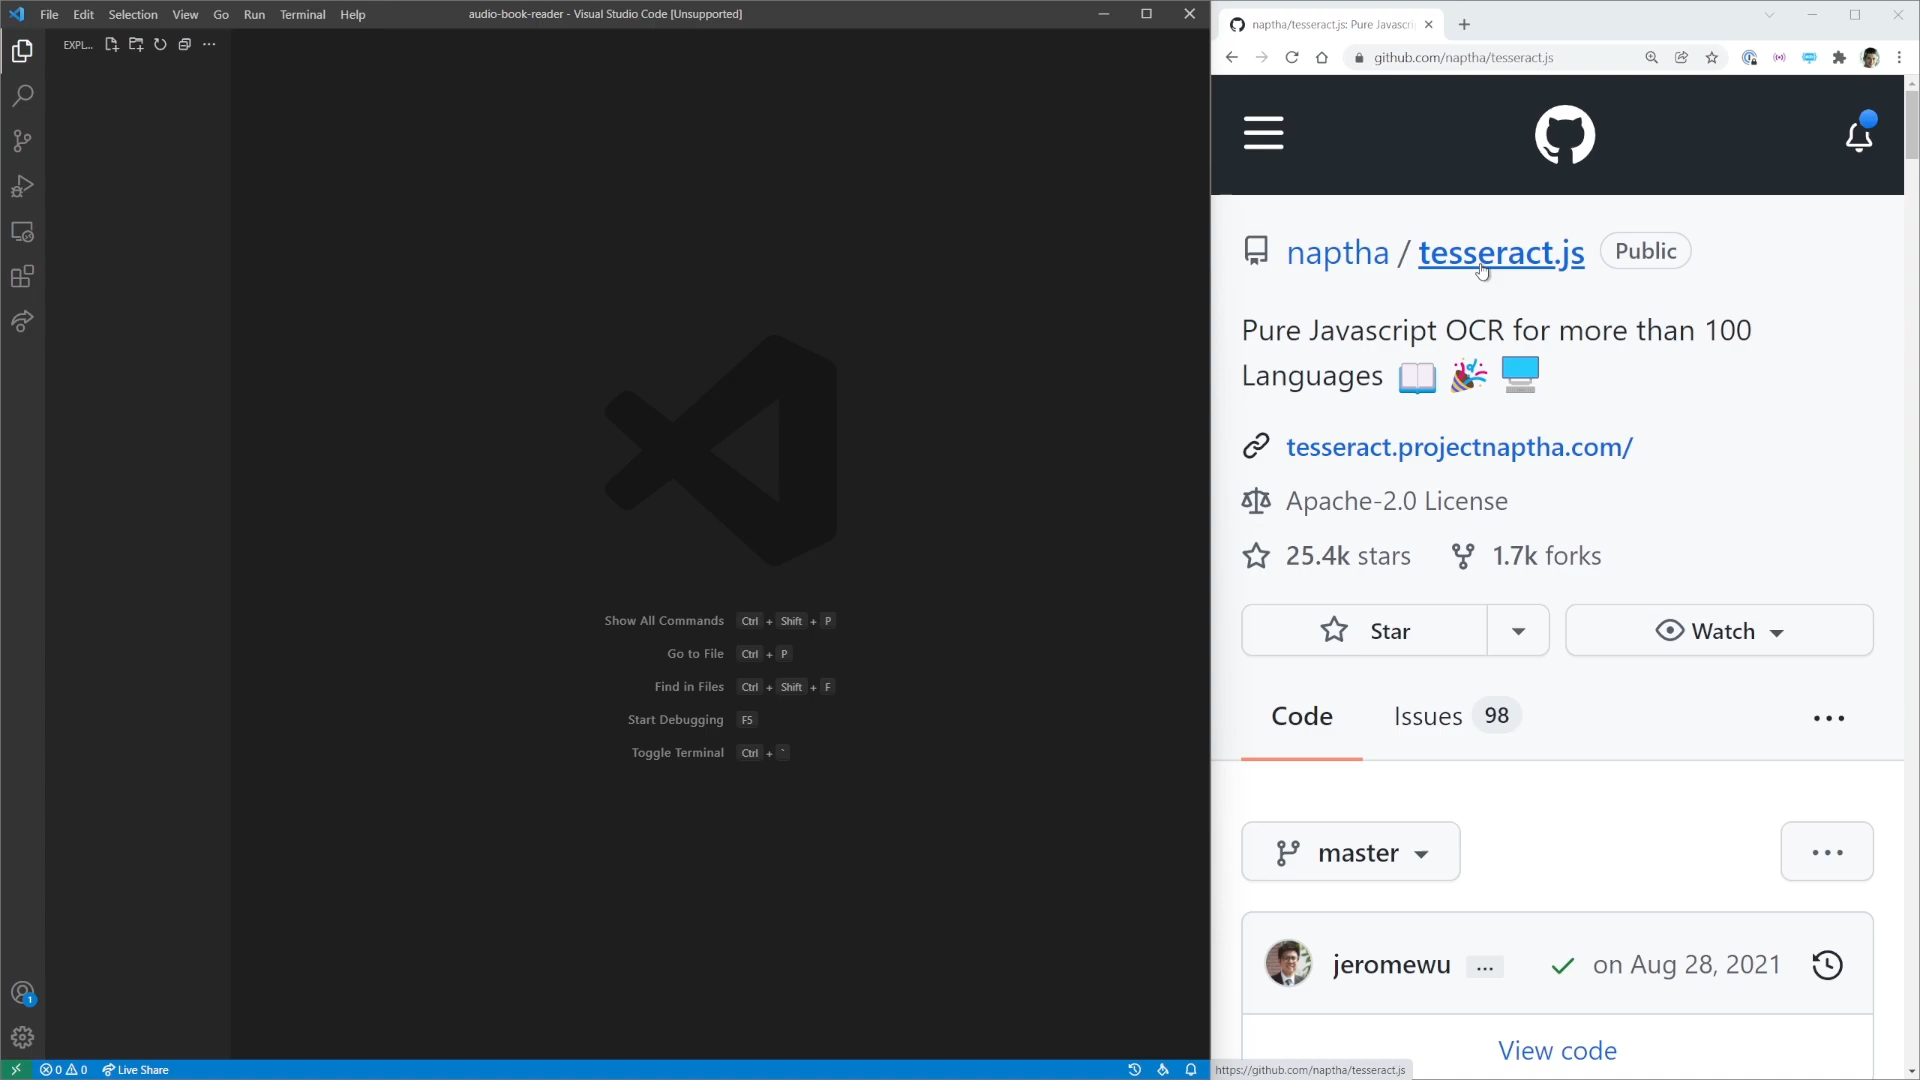 File Edit Selection View Go Run Terminal Help
audio-book-reader - Visual Studio Code [Unsupported]
EXPL...
Show All Commands Ctrl + Shift + P
Go to File Ctrl + P
Find in Files Ctrl + Shift + F
Start Debugging F5
Toggle Terminal Ctrl + `
1
0 0 Live Share
naptha/tesseract.js: Pure Javascri
github.com/naptha/tesseract.js
naptha / tesseract.js Public
Pure Javascript OCR for more than 100
Languages
tesseract.projectnaptha.com/
Apache-2.0 License
25.4k stars 1.7k forks
Star Watch
Code Issues 98 ...
master ...
jeromewu ... on Aug 28, 2021
View code
https://github.com/naptha/tesseract.js